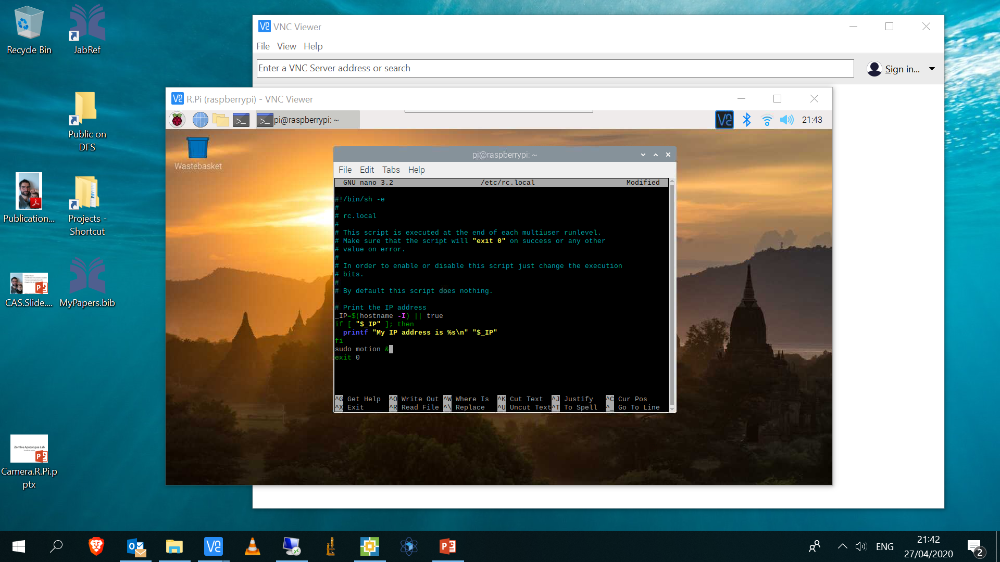 Recycle Bin
JabRef
Public on
DFS
Publication...
Projects -
Shortcut
CAS.Slide....
MyPapers.bib
Zombie Apocalypse Lab
Camera.R.Pi.p
ptx
VNC Viewer
File View Help
Enter a VNC Server address or search
Sign in...
R.Pi (raspberrypi) - VNC Viewer
pi@raspberrypi: ~
21:43
Wastebasket
pi@raspberrypi: ~
File Edit Tabs Help
GNU nano 3.2 /etc/rc.local Modified
#!/bin/sh -e
#
# rc.local
#
# This script is executed at the end of each multiuser runlevel.
# Make sure that the script will "exit 0" on success or any other
# value on error.
#
# In order to enable or disable this script just change the execution
# bits.
#
# By default this script does nothing.
# Print the IP address
_IP=$(hostname -I) || true
if [ "$_IP" ]; then
printf "My IP address is %s\n" "$_IP"
fi
sudo motion &
exit 0
^G Get Help ^O Write Out ^W Where Is ^K Cut Text ^J Justify ^C Cur Pos
^X Exit ^R Read File ^\ Replace ^U Uncut Text ^T To Spell ^_ Go To Line
ENG
21:42
27/04/2020
2